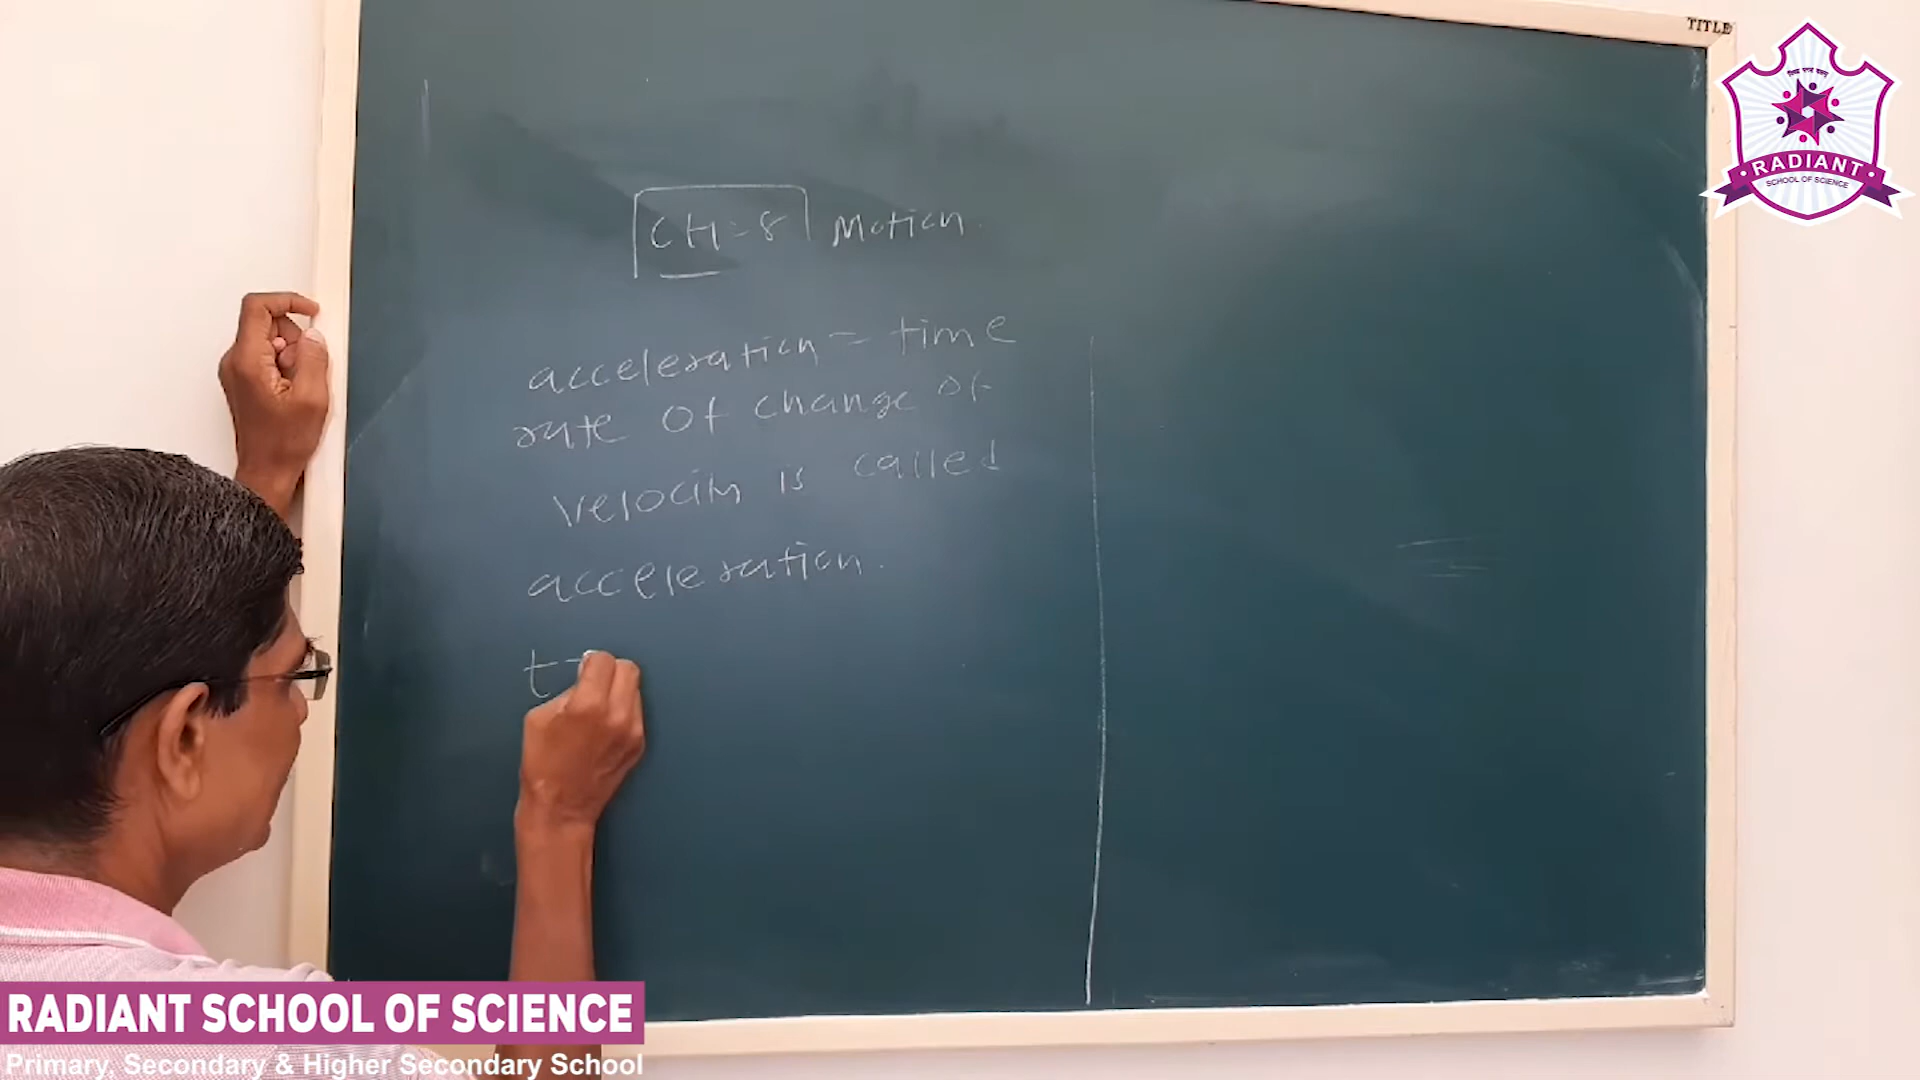 TITLE
CH=8 Motion.
acceleration = time
rate of change of
velocity is called
acceleration.
t=
RADIANT
SCHOOL OF SCIENCE
RADIANT SCHOOL OF SCIENCE
Primary, Secondary & Higher Secondary School